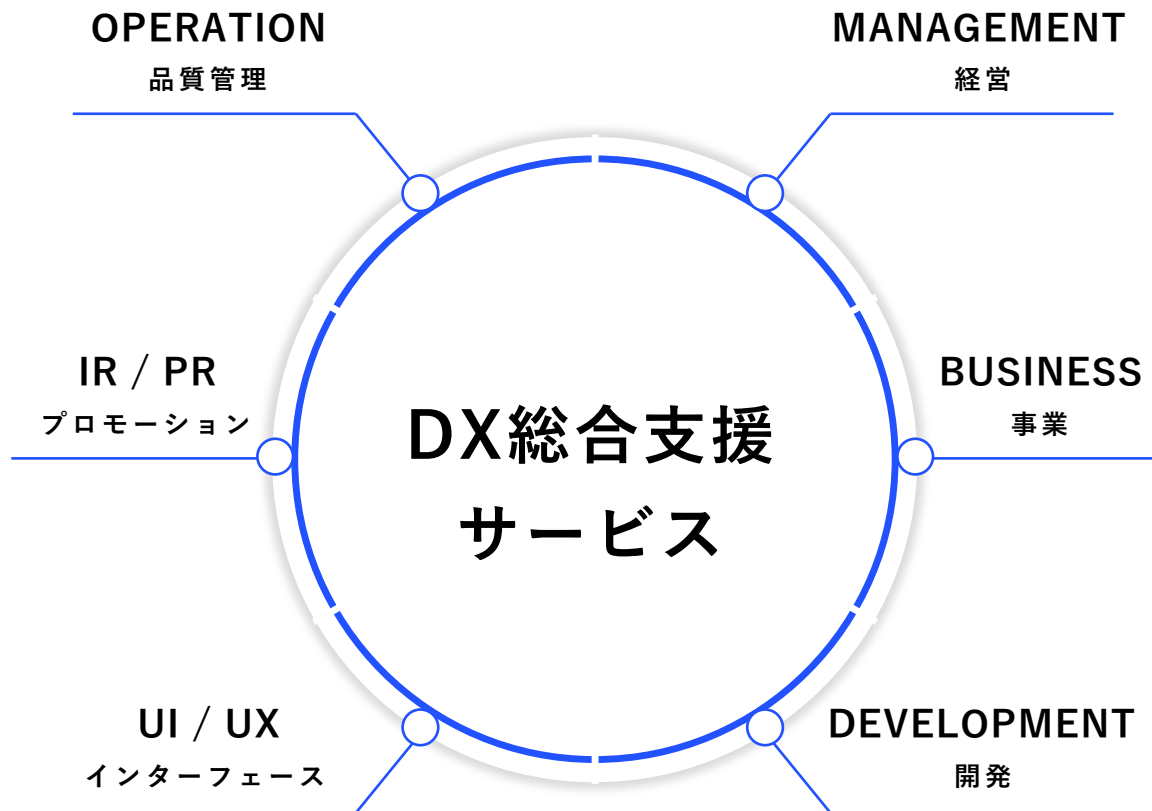 OPERATION
品質管理
MANAGEMENT
経営
IR / PR
プロモーション
BUSINESS
事業
DX総合支援
サービス
UI / UX
インターフェース
DEVELOPMENT
開発